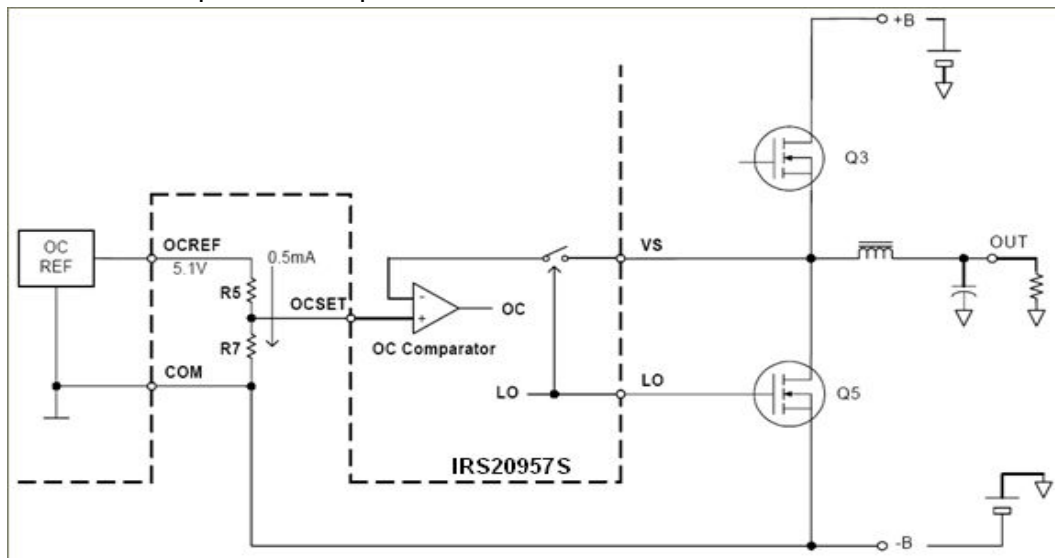 +B
Q3
OC
REF
OCREF
5.1V
0.5mA
R5
OCSET
R7
COM
-
+
OC
OC Comparator
LO
VS
LO
OUT
Q5
IRS20957S
-B